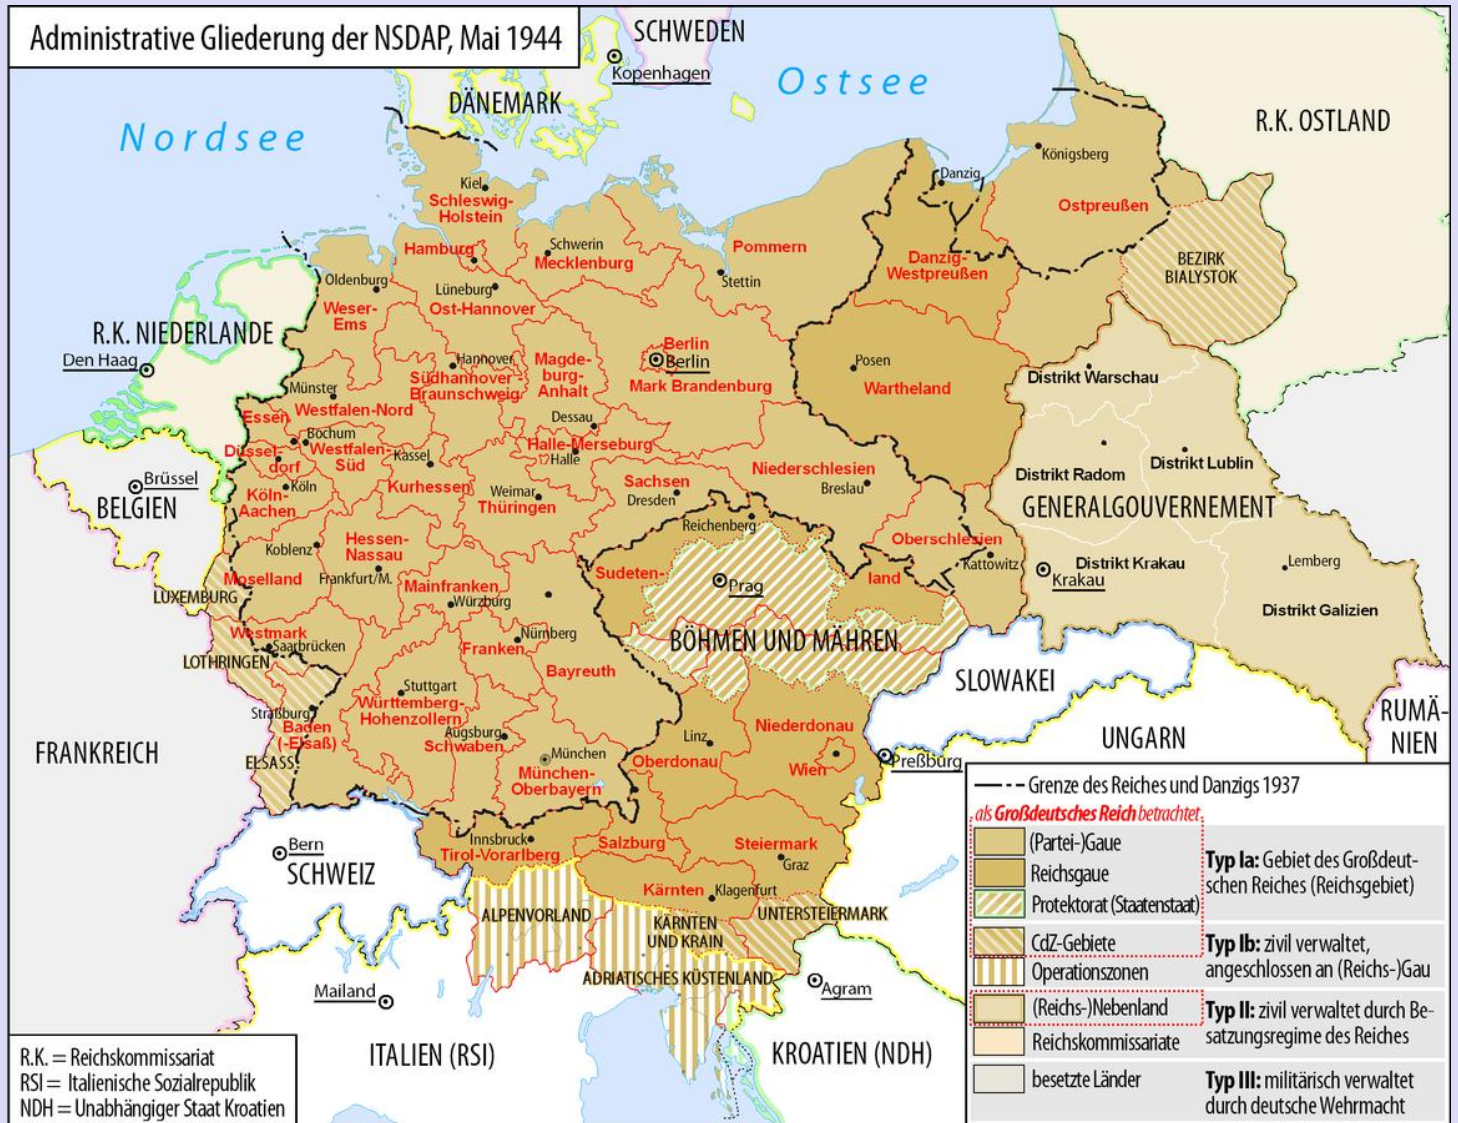 Administrative Gliederung der NSDAP, Mai 1944
SCHWEDEN
Kopenhagen
Ostsee
DÄNEMARK
Nordsee
R.K. OSTLAND
Königsberg
Danzig
Kiel
Schleswig-
Holstein
Ostpreußen
Hamburg
Schwerin
Mecklenburg
Pommern
Stettin
Danzig-
Westpreußen
BEZIRK
BIALYSTOK
Oldenburg
Lüneburg
Weser-
Ems
Ost-Hannover
R.K. NIEDERLANDE
Den Haag
Hannover
Südhannover-
Braunschweig
Magde-
burg-
Anhalt
Berlin
Berlin
Mark Brandenburg
Posen
Wartheland
Distrikt Warschau
Münster
Westfalen-Nord
Essen
Bochum
Westfalen-
Süd
Düssel-
dorf
Dessau
Halle-Merseburg
Halle
Kassel
Kurhessen
Niederschlesien
Breslau
Distrikt Radom
Distrikt Lublin
GENERALGOUVERNEMENT
Brüssel
BELGIEN
Köln
Köln-
Aachen
Weimar
Thüringen
Sachsen
Dresden
Reichenberg
Oberschlesien
Kattowitz
Krakau
Distrikt Krakau
Lemberg
Distrikt Galizien
Koblenz
Hessen-
Nassau
Frankfurt/M.
Moselland
LUXEMBURG
Mainfranken
Würzburg
Sudeten-
land
Prag
BÖHMEN UND MÄHREN
Westmark
Saarbrücken
LOTHRINGEN
Nürnberg
Franken
Bayreuth
SLOWAKEI
Stuttgart
Württemberg-
Hohenzollern
Straßburg
Baden
(-Elsaß)
ELSASS
Augsburg
Schwaben
München
München-
Oberbayern
Linz
Oberdonau
Niederdonau
Wien
Preßburg
UNGARN
RUMÄ-
NIEN
FRANKREICH
Bern
SCHWEIZ
Innsbruck
Tirol-Vorarlberg
Salzburg
Steiermark
Graz
Kärnten
Klagenfurt
ALPENVORLAND
KÄRNTEN
UND KRAIN
UNTERSTEIERMARK
ADRIATISCHES KÜSTENLAND
Mailand
Agram
ITALIEN (RSI)
KROATIEN (NDH)
R.K. = Reichskommissariat
RSI = Italienische Sozialrepublik
NDH = Unabhängiger Staat Kroatien
Grenze des Reiches und Danzigs 1937
als Großdeutsches Reich betrachtet
(Partei-)Gaue
Reichsgaue
Protektorat (Staatenstaat)
Typ Ia: Gebiet des Großdeut-
schen Reiches (Reichsgebiet)
CdZ-Gebiete
Operationszonen
Typ Ib: zivil verwaltet,
angeschlossen an (Reichs-)Gau
(Reichs-)Nebenland
Reichskommissariate
Typ II: zivil verwaltet durch Be-
satzungsregime des Reiches
besetzte Länder
Typ III: militärisch verwaltet
durch deutsche Wehrmacht